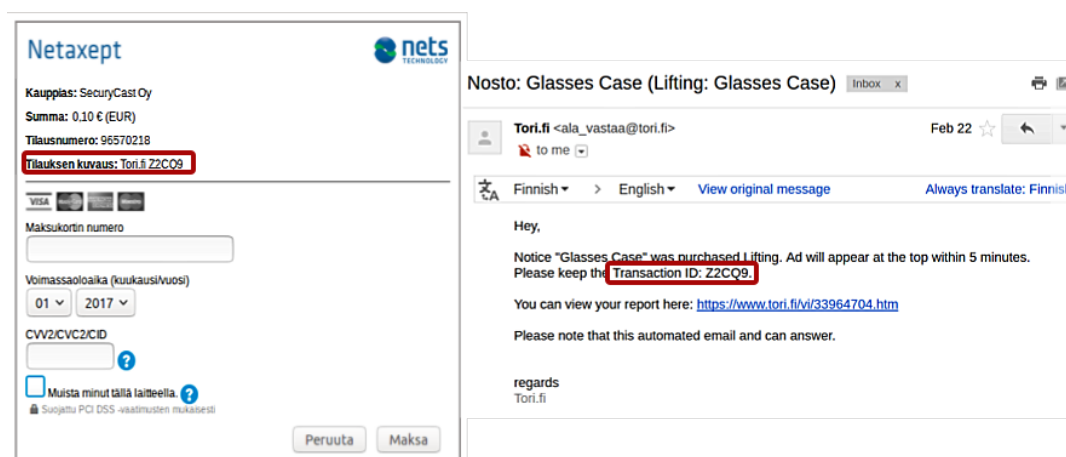 Netaxept
nets
TECHNOLOGY
Kauppias: SecuryCast Oy
Summa: 0,10 € (EUR)
Tilausnumero: 96570218
Tilauksen kuvaus: Tori.fi Z2CQ9
VISA
Maksukortin numero
Voimassaoloaika (kuukausi/vuosi)
01 2017
CVV2/CVC2/CID
?
Muista minut tällä laitteella. ?
Suojattu PCI DSS -vaatimusten mukaisesti
Peruuta Maksa
Nosto: Glasses Case (Lifting: Glasses Case) Inbox x
Tori.fi <ala_vastaa@tori.fi> Feb 22
to me
Finnish > English View original message Always translate: Finnish
Hey,
Notice "Glasses Case" was purchased Lifting. Ad will appear at the top within 5 minutes.
Please keep the Transaction ID: Z2CQ9.
You can view your report here: https://www.tori.fi/vi/33964704.htm
Please note that this automated email and can answer.
regards
Tori.fi